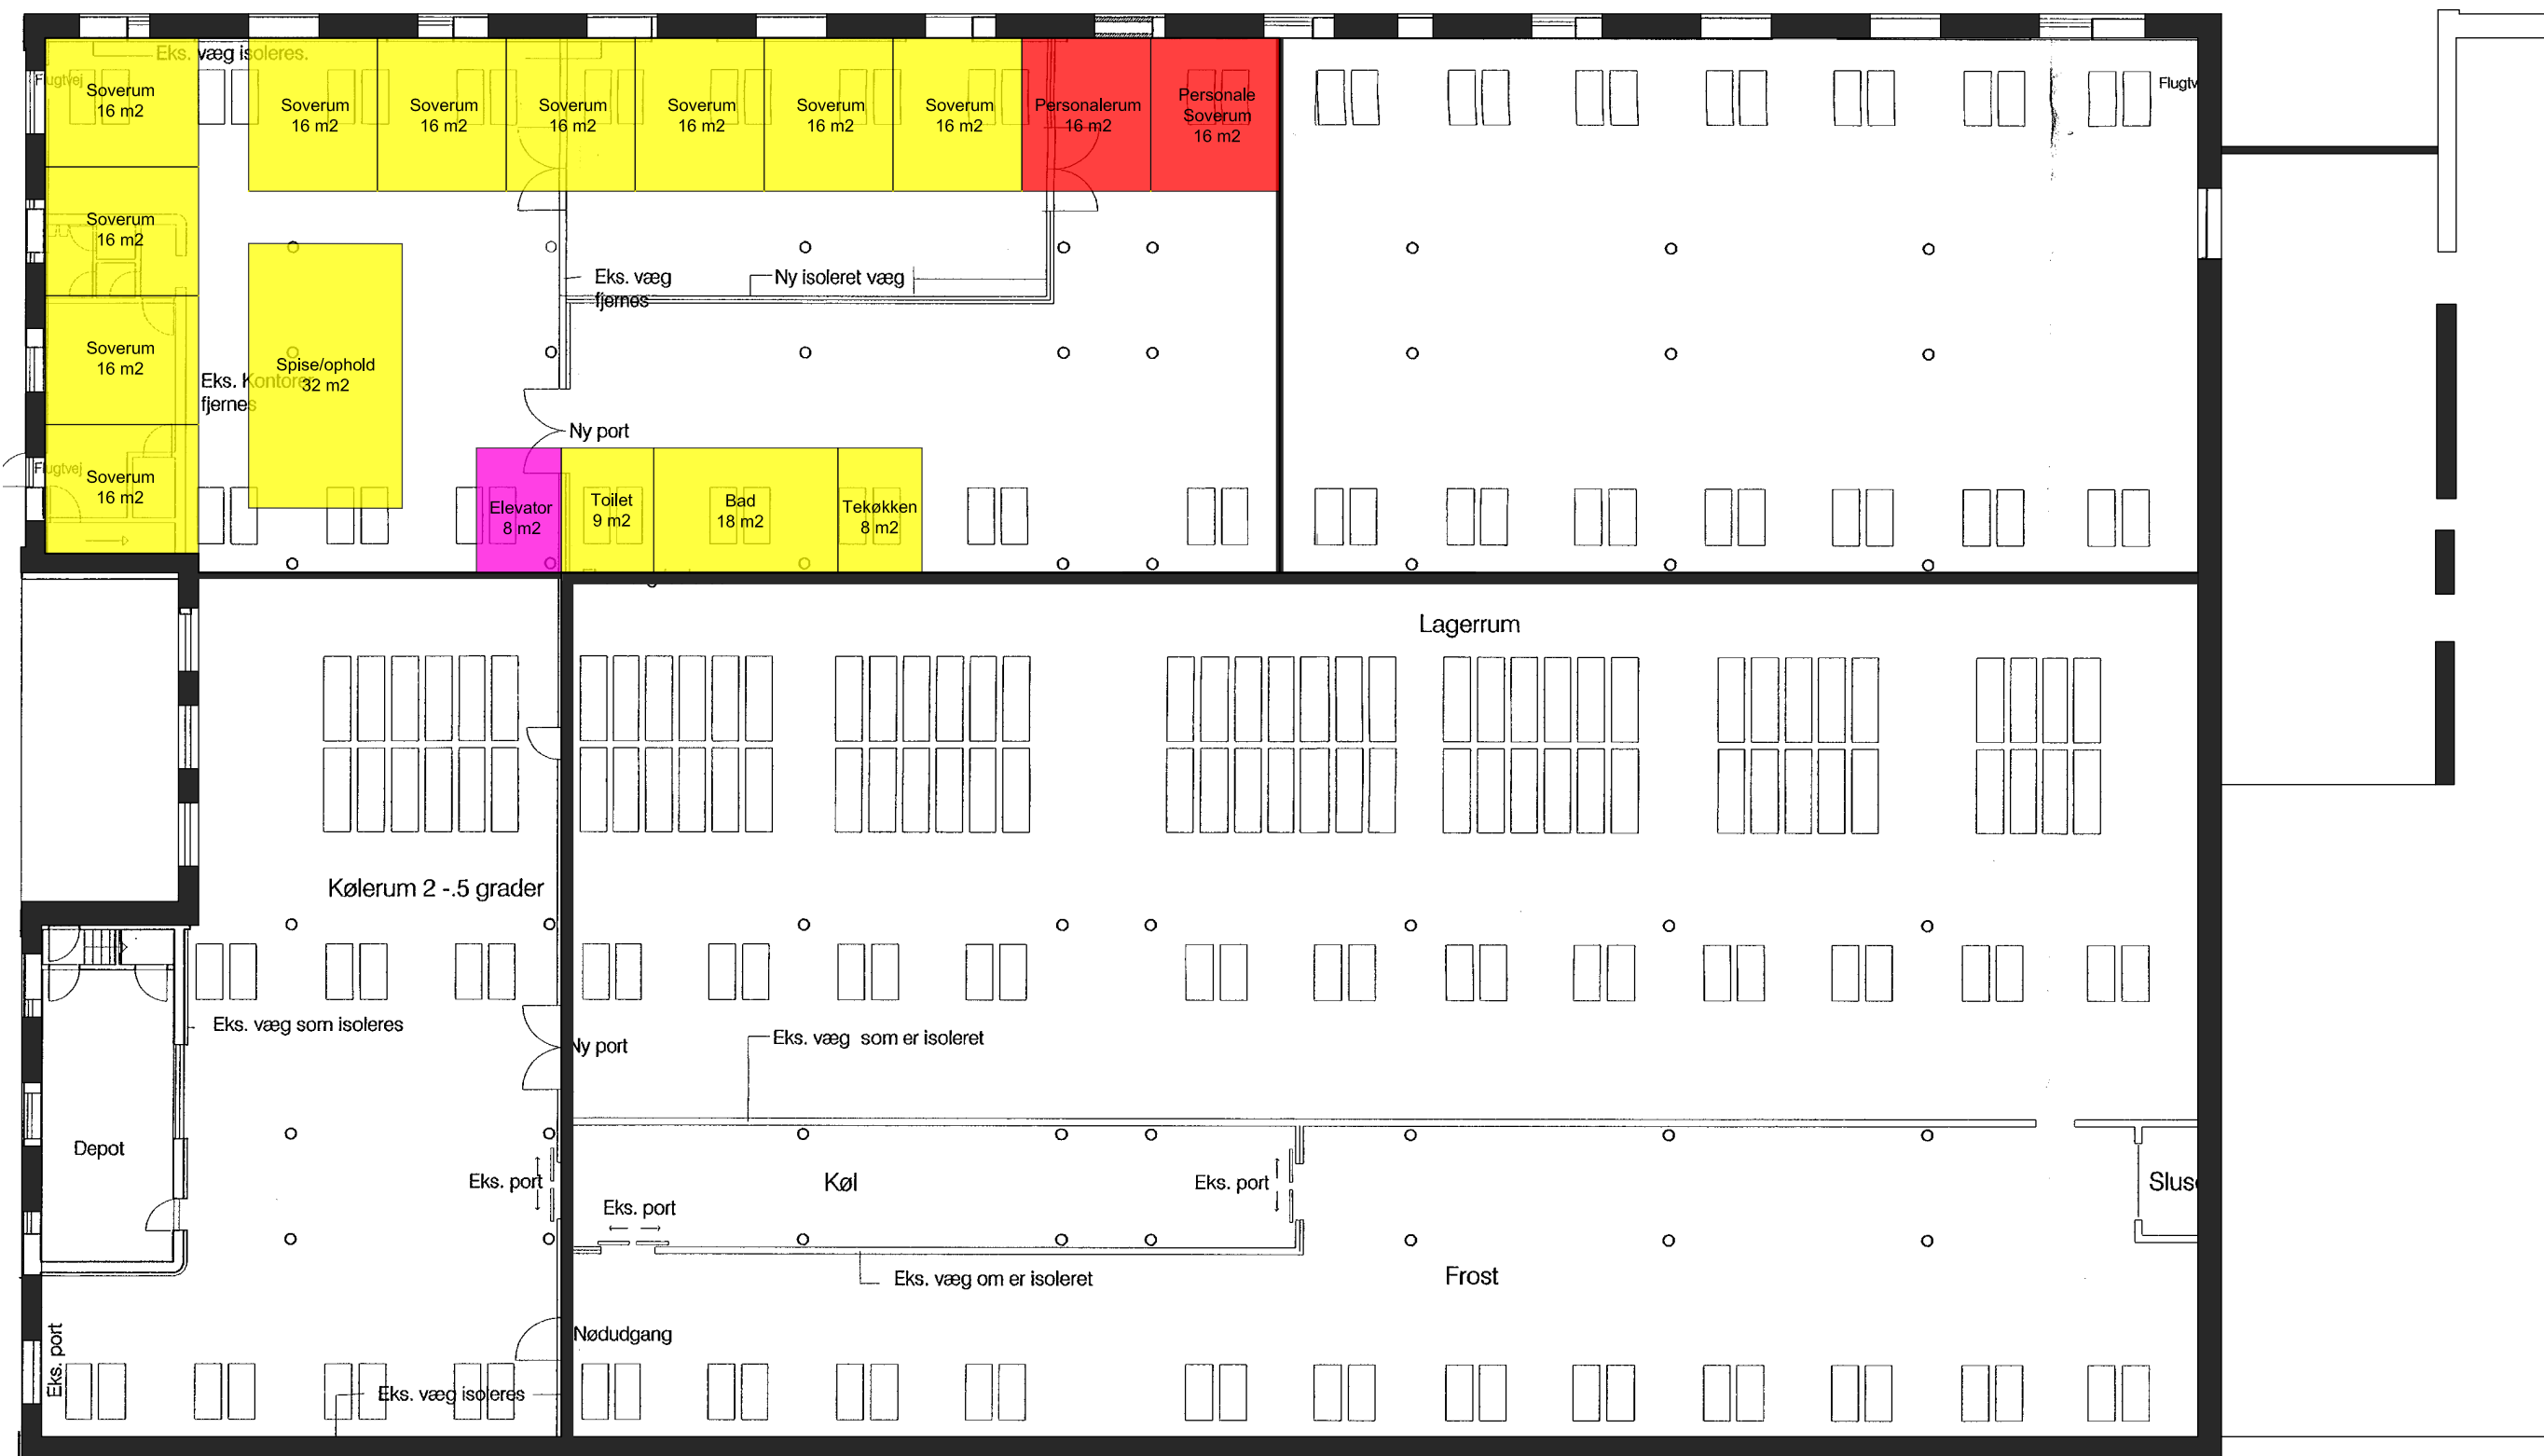 Eks. væg isoleres.
Flugtvej
Soverum
16 m2
Soverum
16 m2
Soverum
16 m2
Soverum
16 m2
Soverum
16 m2
Soverum
16 m2
Soverum
16 m2
Personalerum
16 m2
Personale
Soverum
16 m2
Soverum
16 m2
Eks. væg
fjernes
Ny isoleret væg
Soverum
16 m2
Spise/ophold
32 m2
Eks. Kontorer
fjernes
Ny port
Flugtvej
Soverum
16 m2
Elevator
8 m2
Toilet
9 m2
Bad
18 m2
Tekøkken
8 m2
Lagerrum
Kølerum 2 -.5 grader
Eks. væg som isoleres
Ny port
Eks. væg som er isoleret
Depot
Eks. port
Køl
Eks. port
Eks. port
Eks. væg om er isoleret
Frost
Nødudgang
Eks. port
Eks. væg isoleres